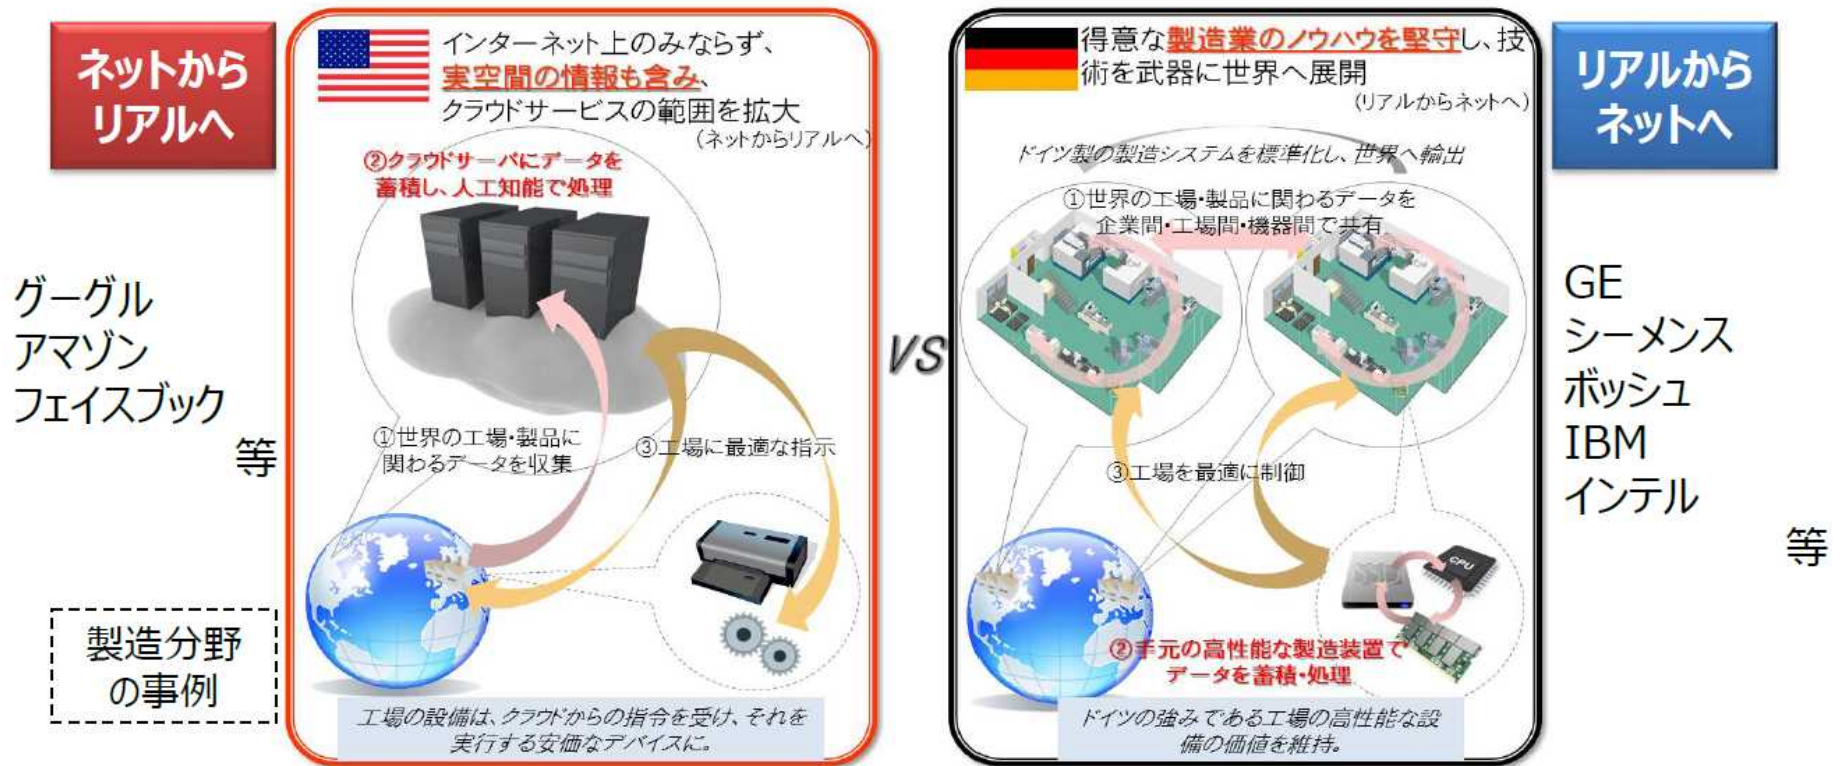 ネットから
リアルへ
グーグル
アマゾン
フェイスブック
等
製造分野
の事例
インターネット上のみならず、
実空間の情報も含み、
クラウドサービスの範囲を拡大
(ネットからリアルへ)
②クラウドサーバにデータを
蓄積し、人工知能で処理
①世界の工場・製品に
関わるデータを収集
③工場に最適な指示
工場の設備は、クラウドからの指令を受け、それを
実行する安価なデバイスに。
VS
得意な製造業のノウハウを堅守し、技
術を武器に世界へ展開
(リアルからネットへ)
ドイツ製の製造システムを標準化し、世界へ輸出
①世界の工場・製品に関わるデータを
企業間・工場間・機器間で共有
③工場を最適に制御
CPU
②手元の高性能な製造装置で
データを蓄積・処理
ドイツの強みである工場の高性能な設
備の価値を維持。
リアルから
ネットへ
GE
シーメンス
ボッシュ
IBM
インテル
等